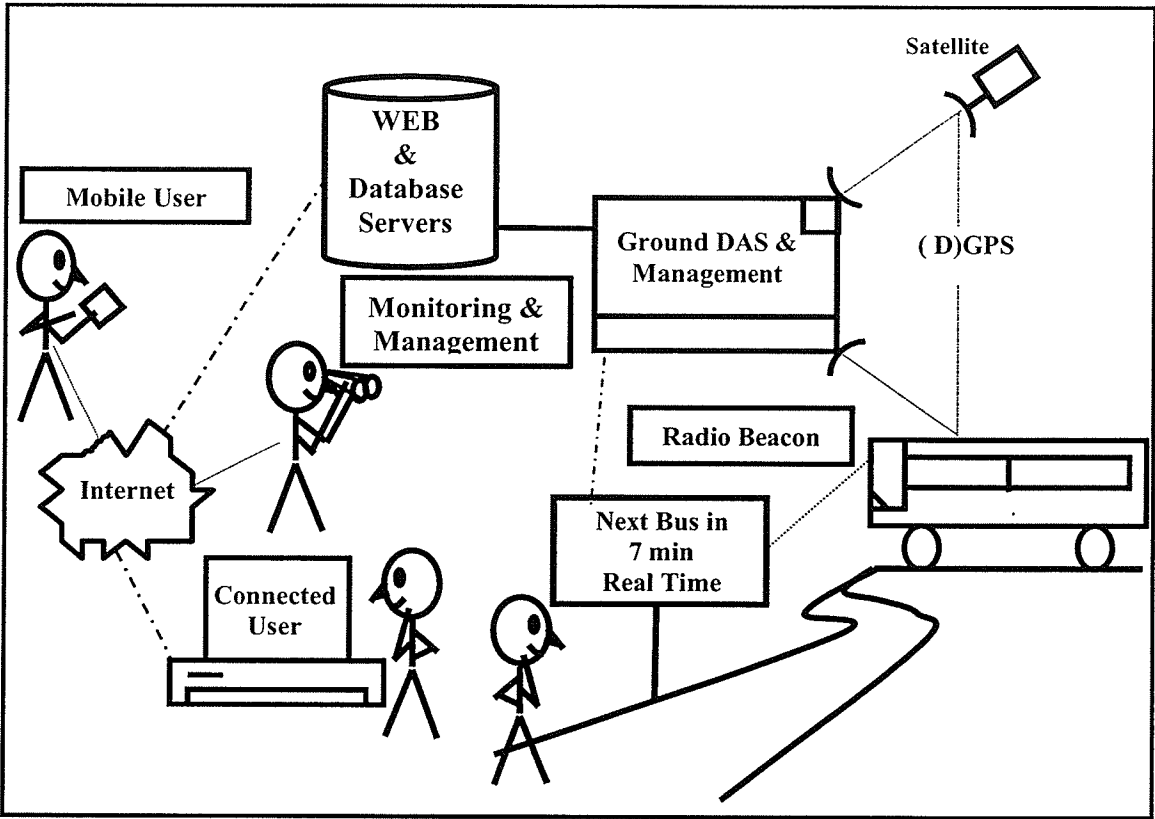 Satellite
WEB
&
Database
Servers
Mobile User
Ground DAS &
Management
( D)GPS
Monitoring &
Management
Radio Beacon
Internet
Next Bus in
7 min
Real Time
Connected
User